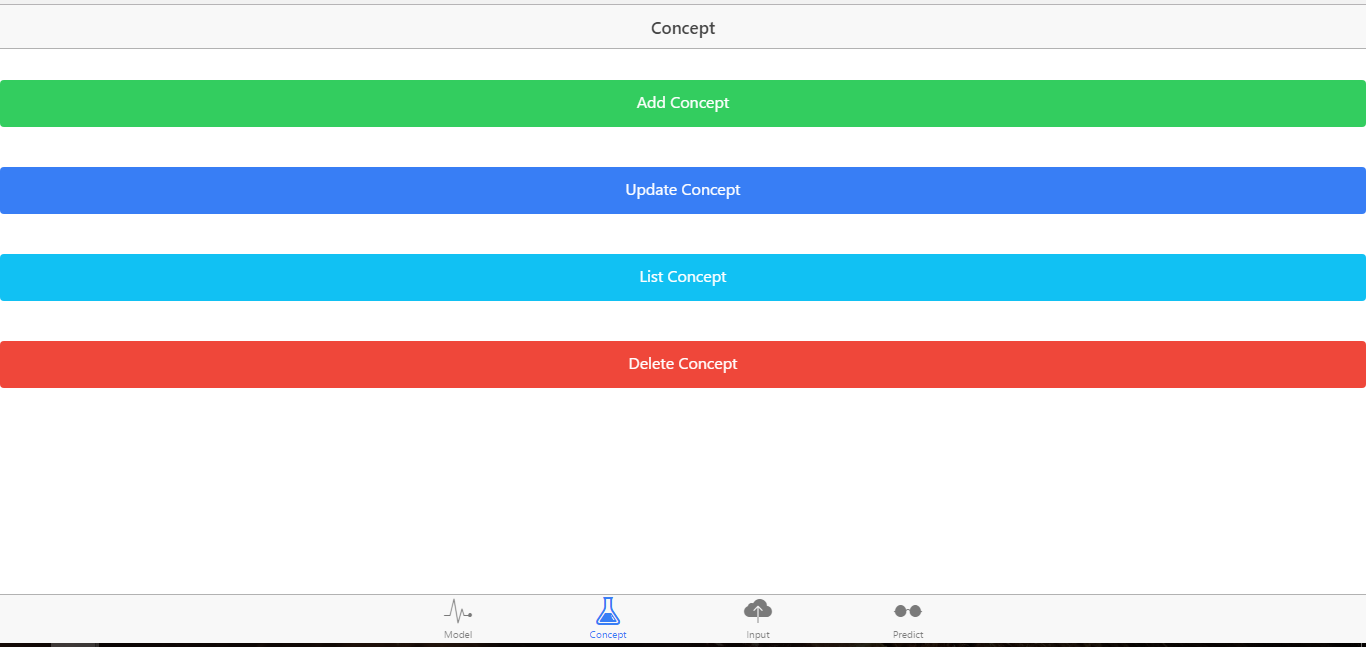 Concept
Add Concept
Update Concept
List Concept
Delete Concept
Model
Concept
Input
Predict